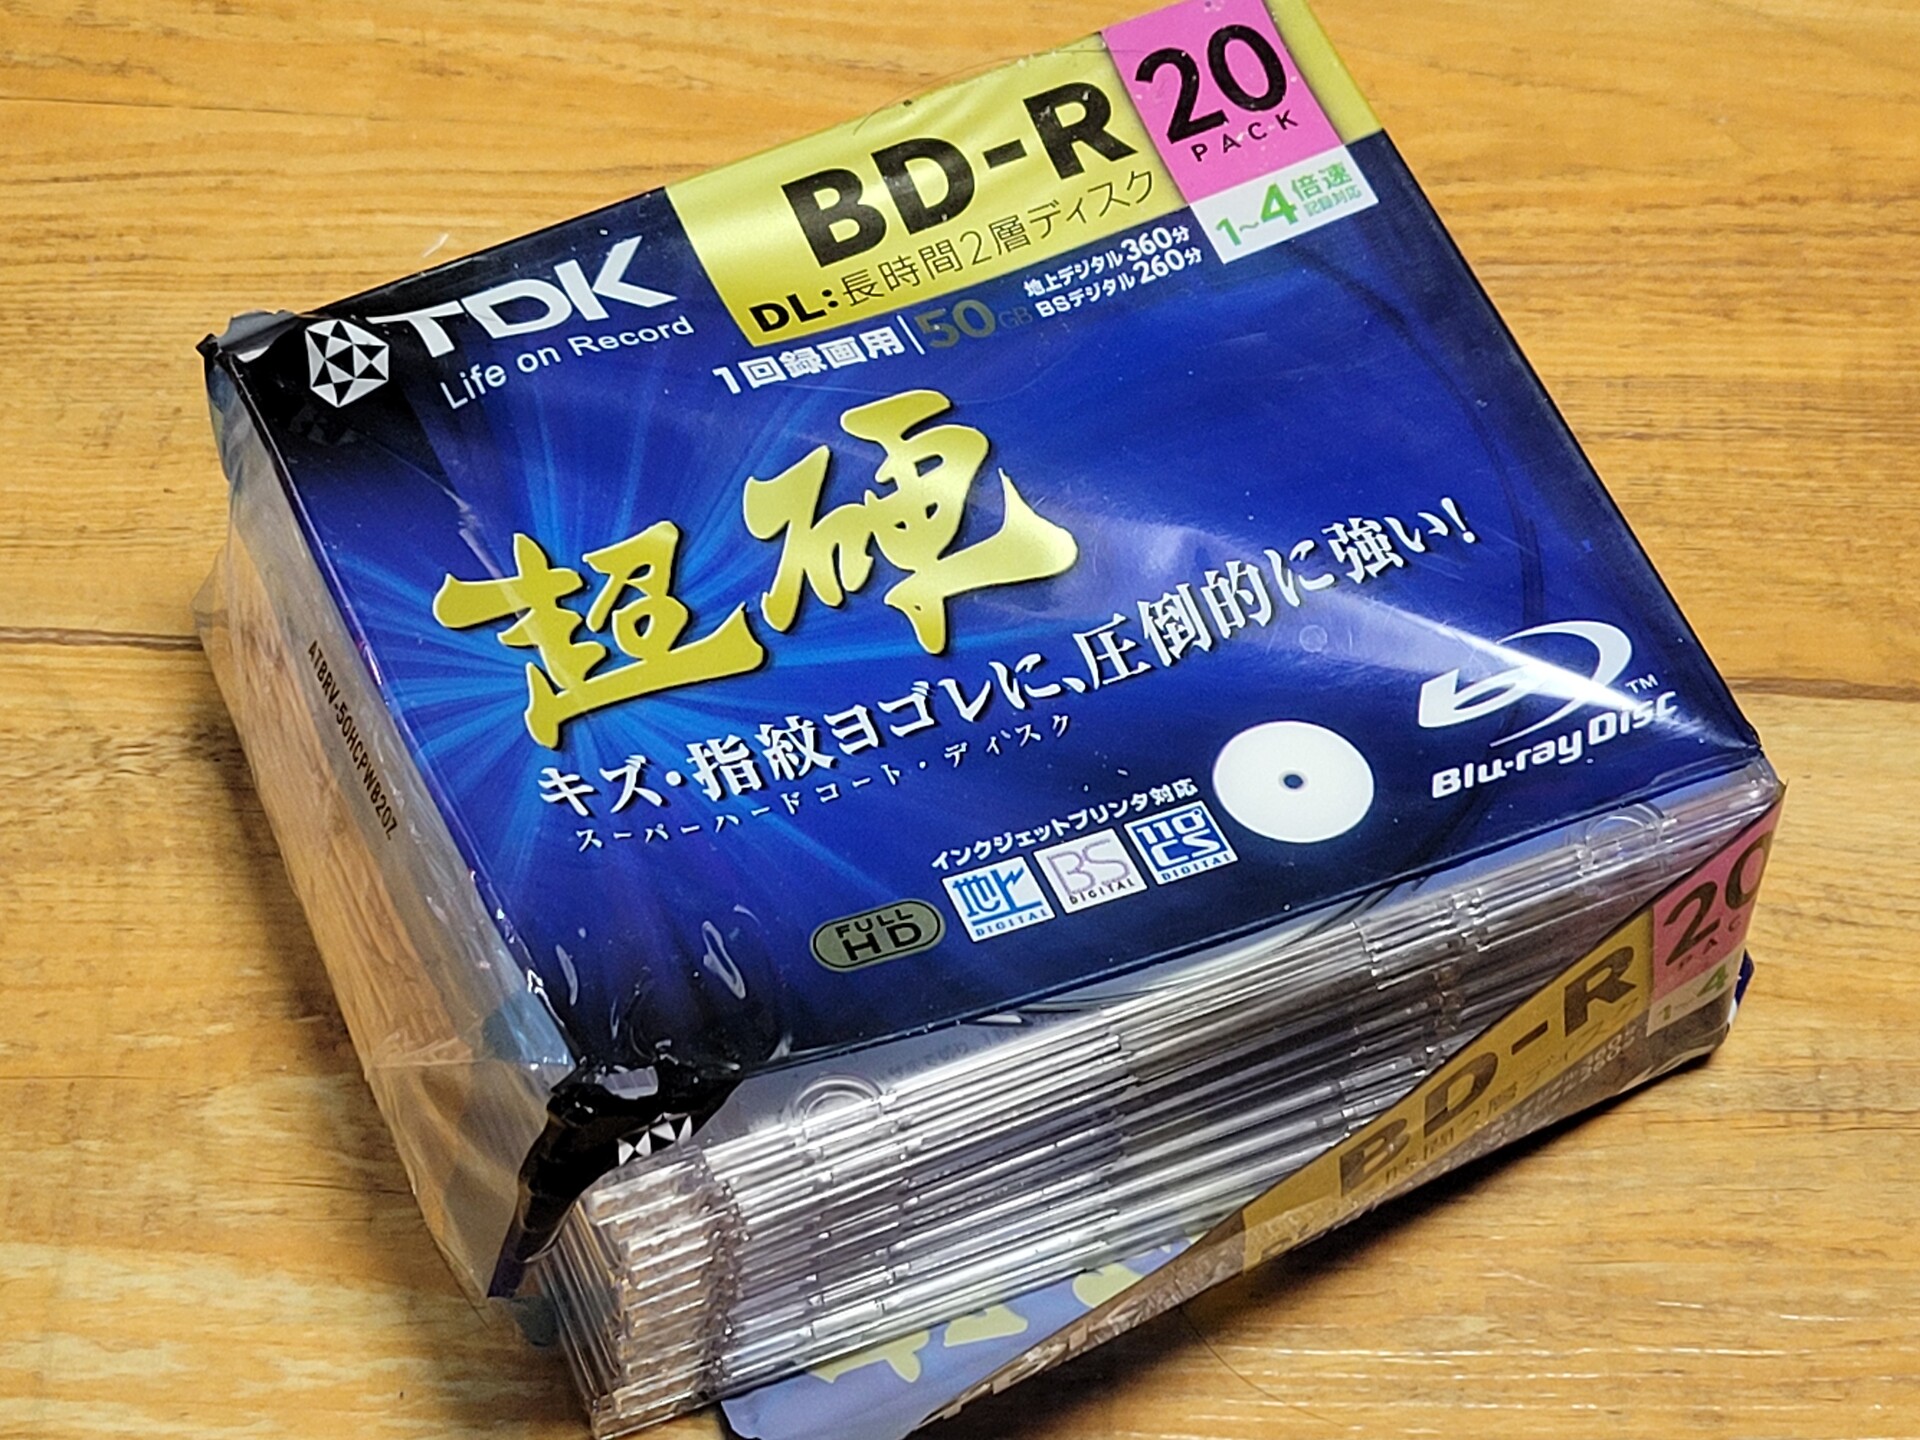 TDK
Life on Record
BD-R
DL:長時間2層ディスク
20
PACK
1~4倍速
記録対応
1回録画用
50GB
地上デジタル360分
BSデジタル260分
超硬
キズ・指紋ヨゴレに、圧倒的に強い!
スーパーハードコート・ディスク
インクジェットプリンタ対応
FULL
HD
地上
DIGITAL
BS
DIGITAL
110°
CS
DIGITAL
Blu-ray Disc
TM
BD-R
20
1~4